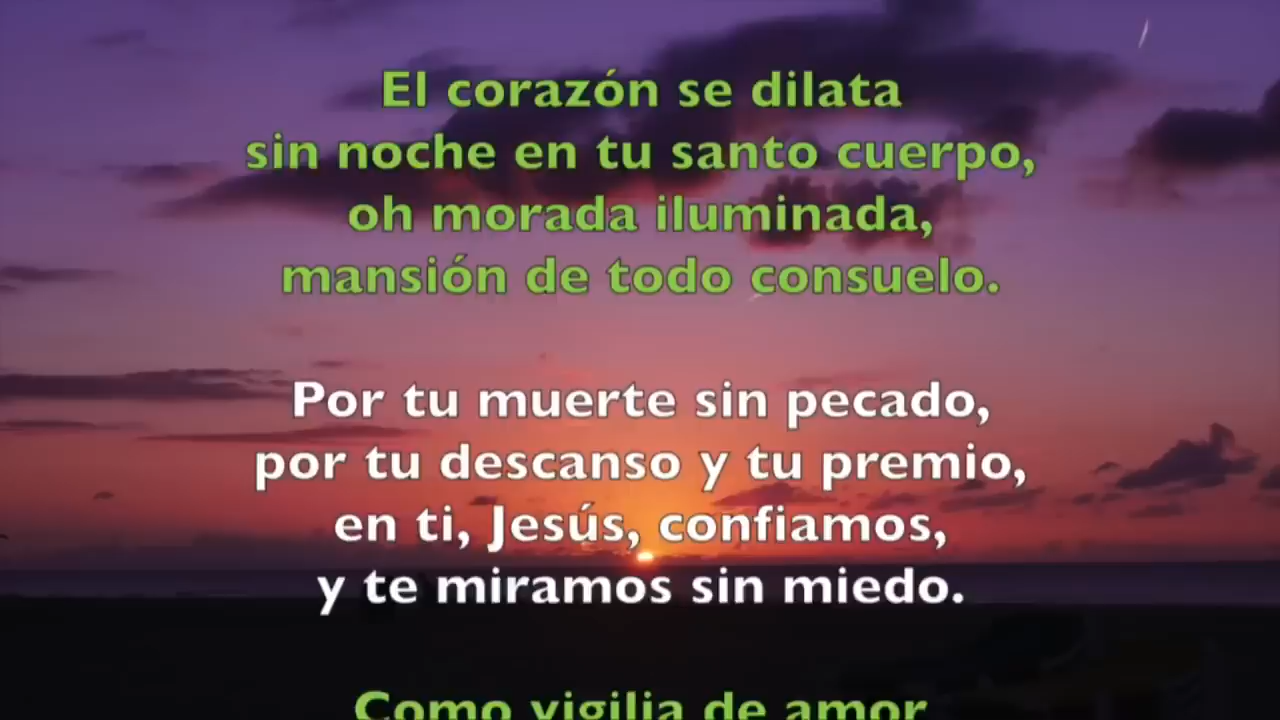 El corazón se dilata
sin noche en tu santo cuerpo,
oh morada iluminada,
mansión de todo consuelo.
Por tu muerte sin pecado,
por tu descanso y tu premio,
en ti, Jesús, confiamos,
y te miramos sin miedo.
Como vigilia de amor